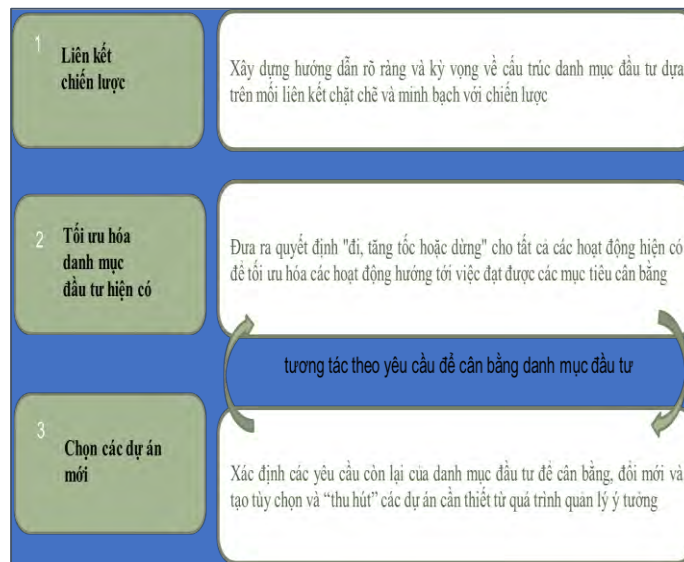 1
Liên kết
chiến lược
Xây dựng hướng dẫn rõ ràng và kỳ vọng về cấu trúc danh mục đầu tư dựa
trên mối liên kết chặt chẽ và minh bạch với chiến lược
2
Tối ưu hóa
danh mục
đầu tư hiện có
Đưa ra quyết định "đi, tăng tốc hoặc dừng" cho tất cả các hoạt động hiện có
để tối ưu hóa các hoạt động hướng tới việc đạt được các mục tiêu cân bằng
tương tác theo yêu cầu để cân bằng danh mục đầu tư
3
Chọn các dự án
mới
Xác định các yêu cầu còn lại của danh mục đầu tư để cân bằng, đổi mới và
tạo tùy chọn và “thu hút” các dự án cần thiết từ quá trình quản lý ý tưởng